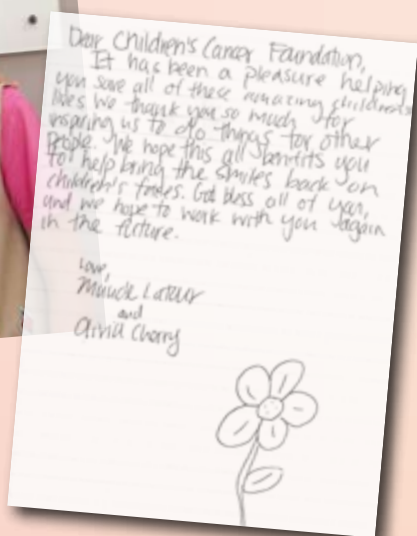 Dear Children's Cancer Foundation,
It has been a pleasure helping
you save all of these amazing childrens
lives. We thank you so much for
inspiring us to do things for other
people. We hope this all benifits you
to help bring the smiles back on
children's faces. God bless all of you,
and we hope to work with you again
in the future.
Love,
and
Olivia Cherry